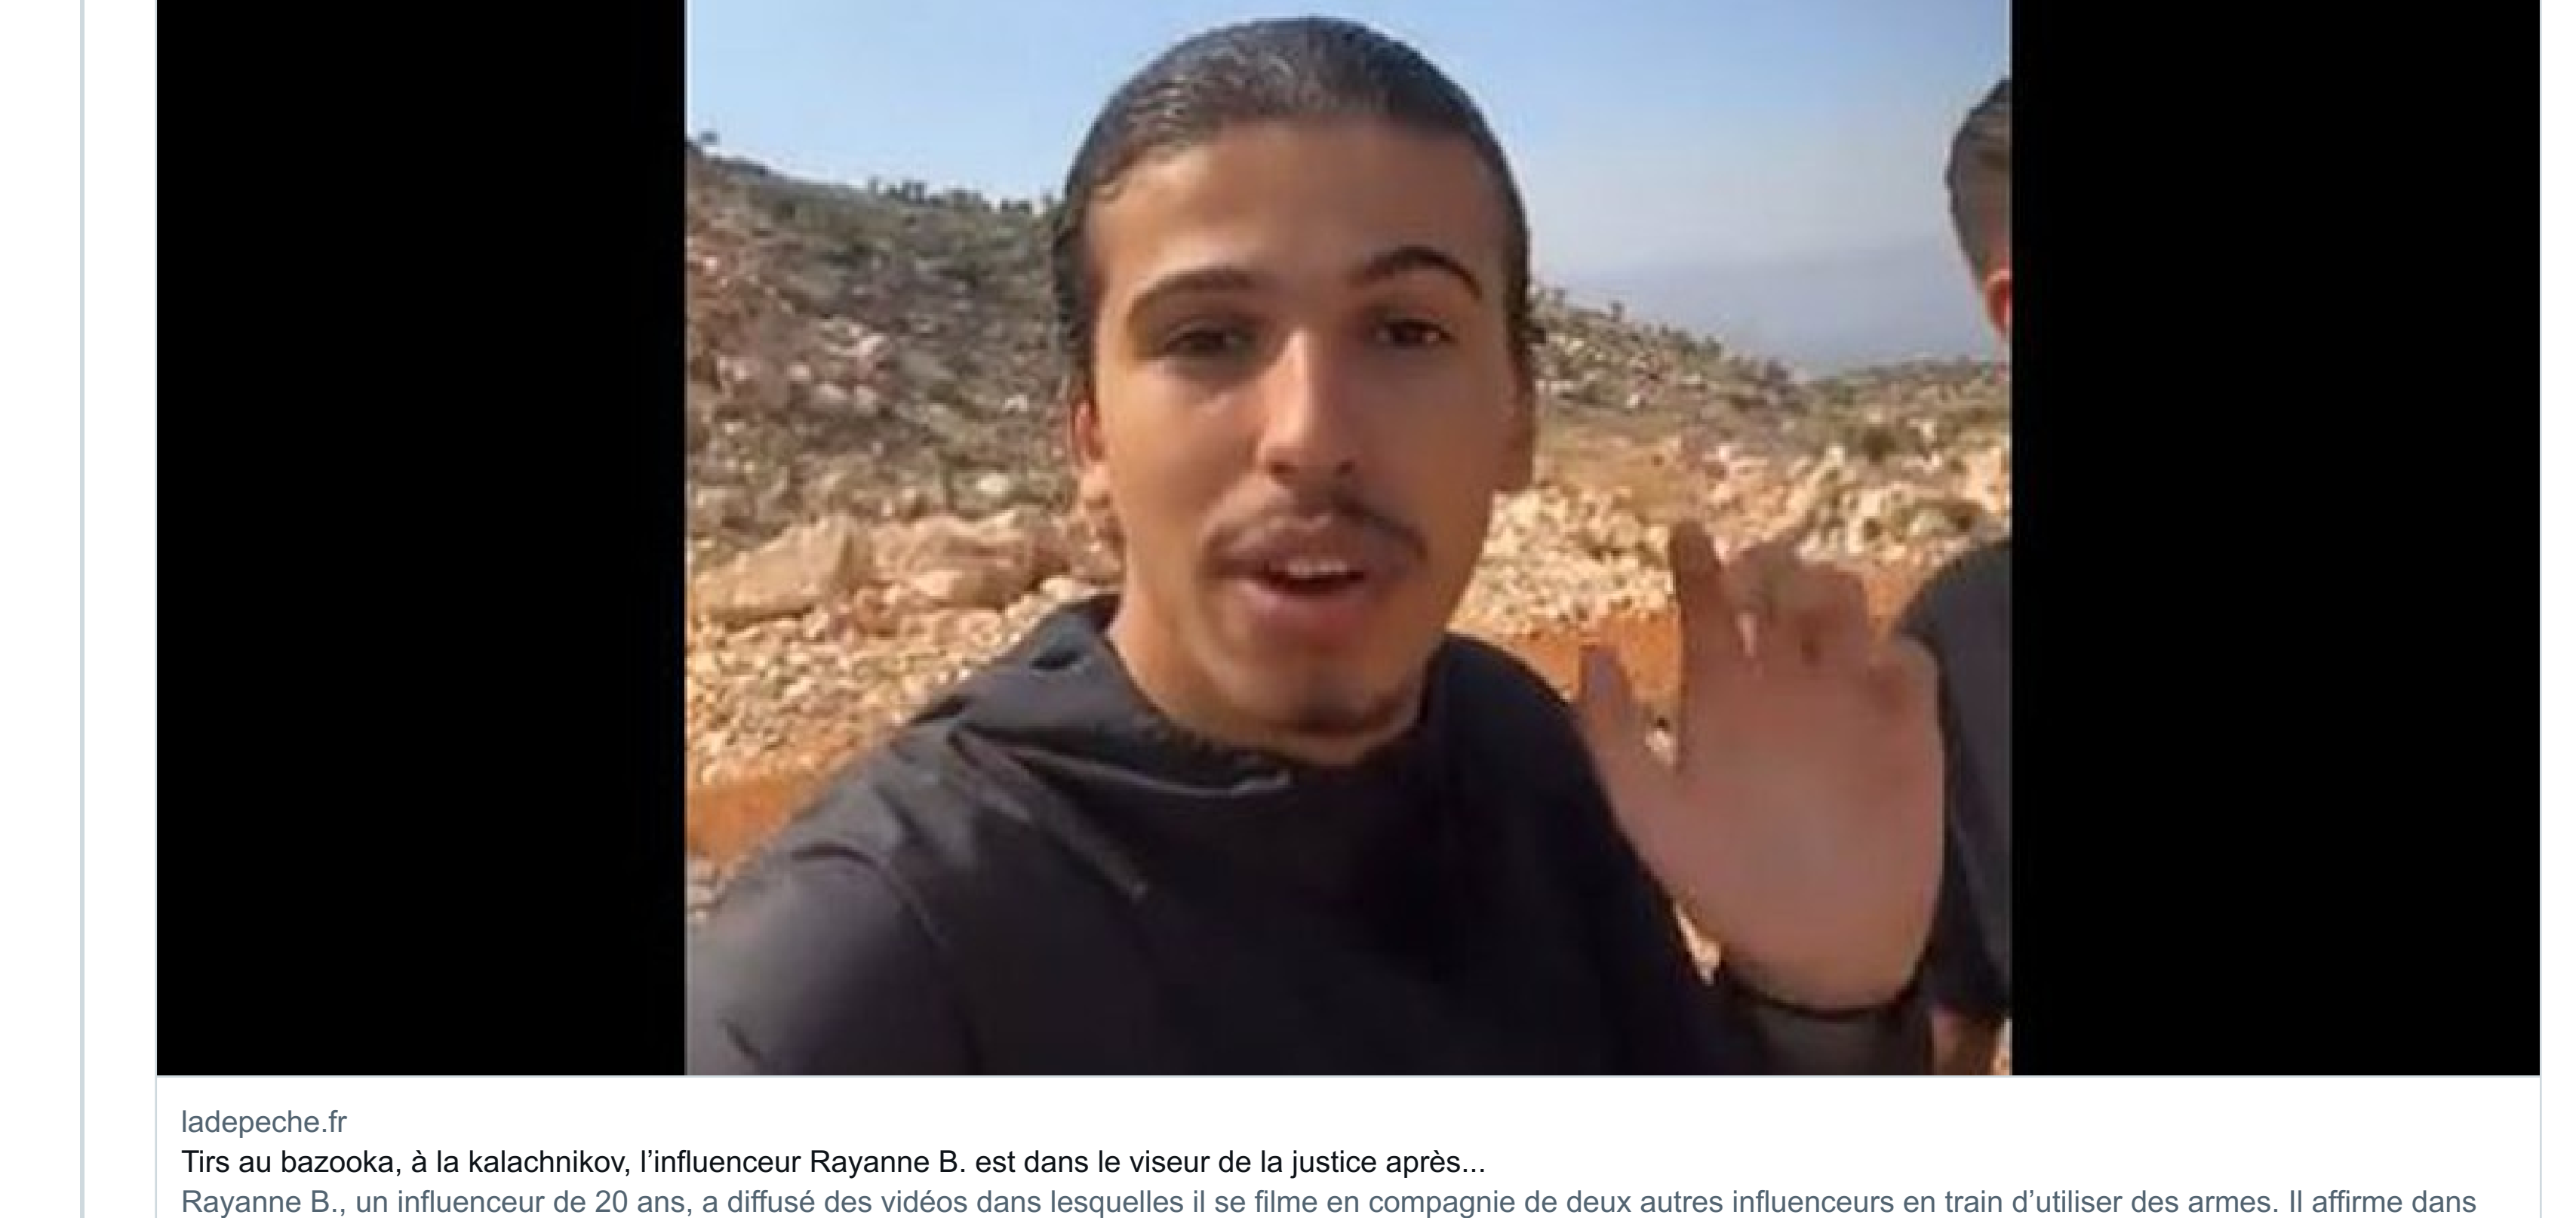 ladepeche.fr
Tirs au bazooka, à la kalachnikov, l’influenceur Rayanne B. est dans le viseur de la justice après...
Rayanne B., un influenceur de 20 ans, a diffusé des vidéos dans lesquelles il se filme en compagnie de deux autres influenceurs en train d’utiliser des armes. Il affirme dans